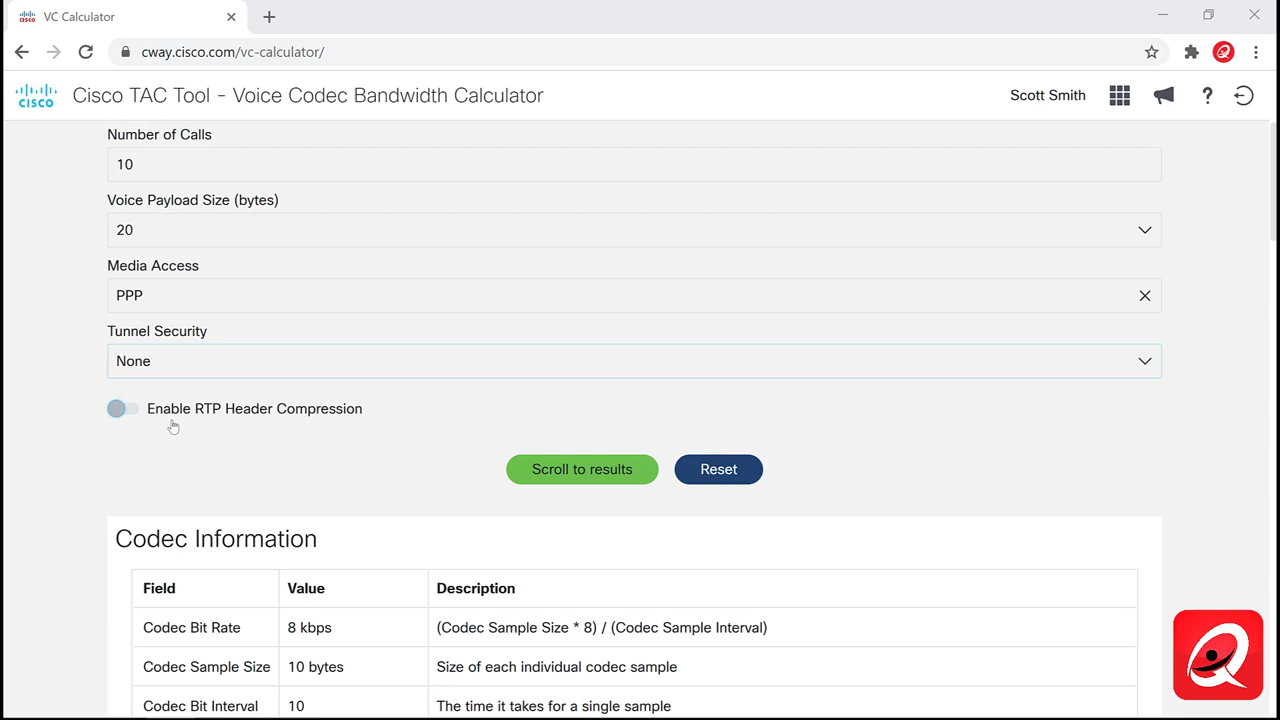 VC Calculator
cway.cisco.com/vc-calculator/
CISCO
Cisco TAC Tool - Voice Codec Bandwidth Calculator
Scott Smith
?
Number of Calls
10
Voice Payload Size (bytes)
20
Media Access
PPP
Tunnel Security
None
Enable RTP Header Compression
Scroll to results
Reset
Codec Information
Field Value Description
Codec Bit Rate 8 kbps (Codec Sample Size * 8) / (Codec Sample Interval)
Codec Sample Size 10 bytes Size of each individual codec sample
Codec Bit Interval 10 The time it takes for a single sample